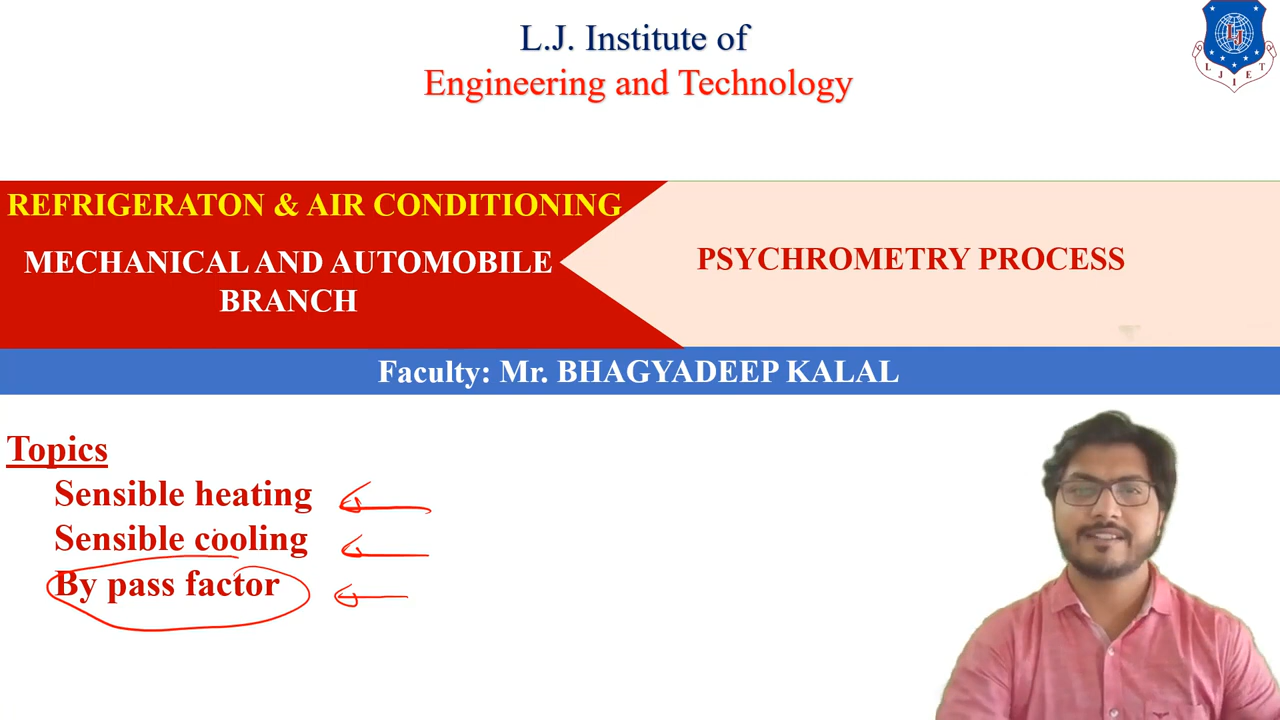 L.J. Institute of
Engineering and Technology
LJIET
REFRIGERATON & AIR CONDITIONING
MECHANICAL AND AUTOMOBILE
BRANCH
PSYCHROMETRY PROCESS
Faculty: Mr. BHAGYADEEP KALAL
Topics
Sensible heating
Sensible cooling
By pass factor